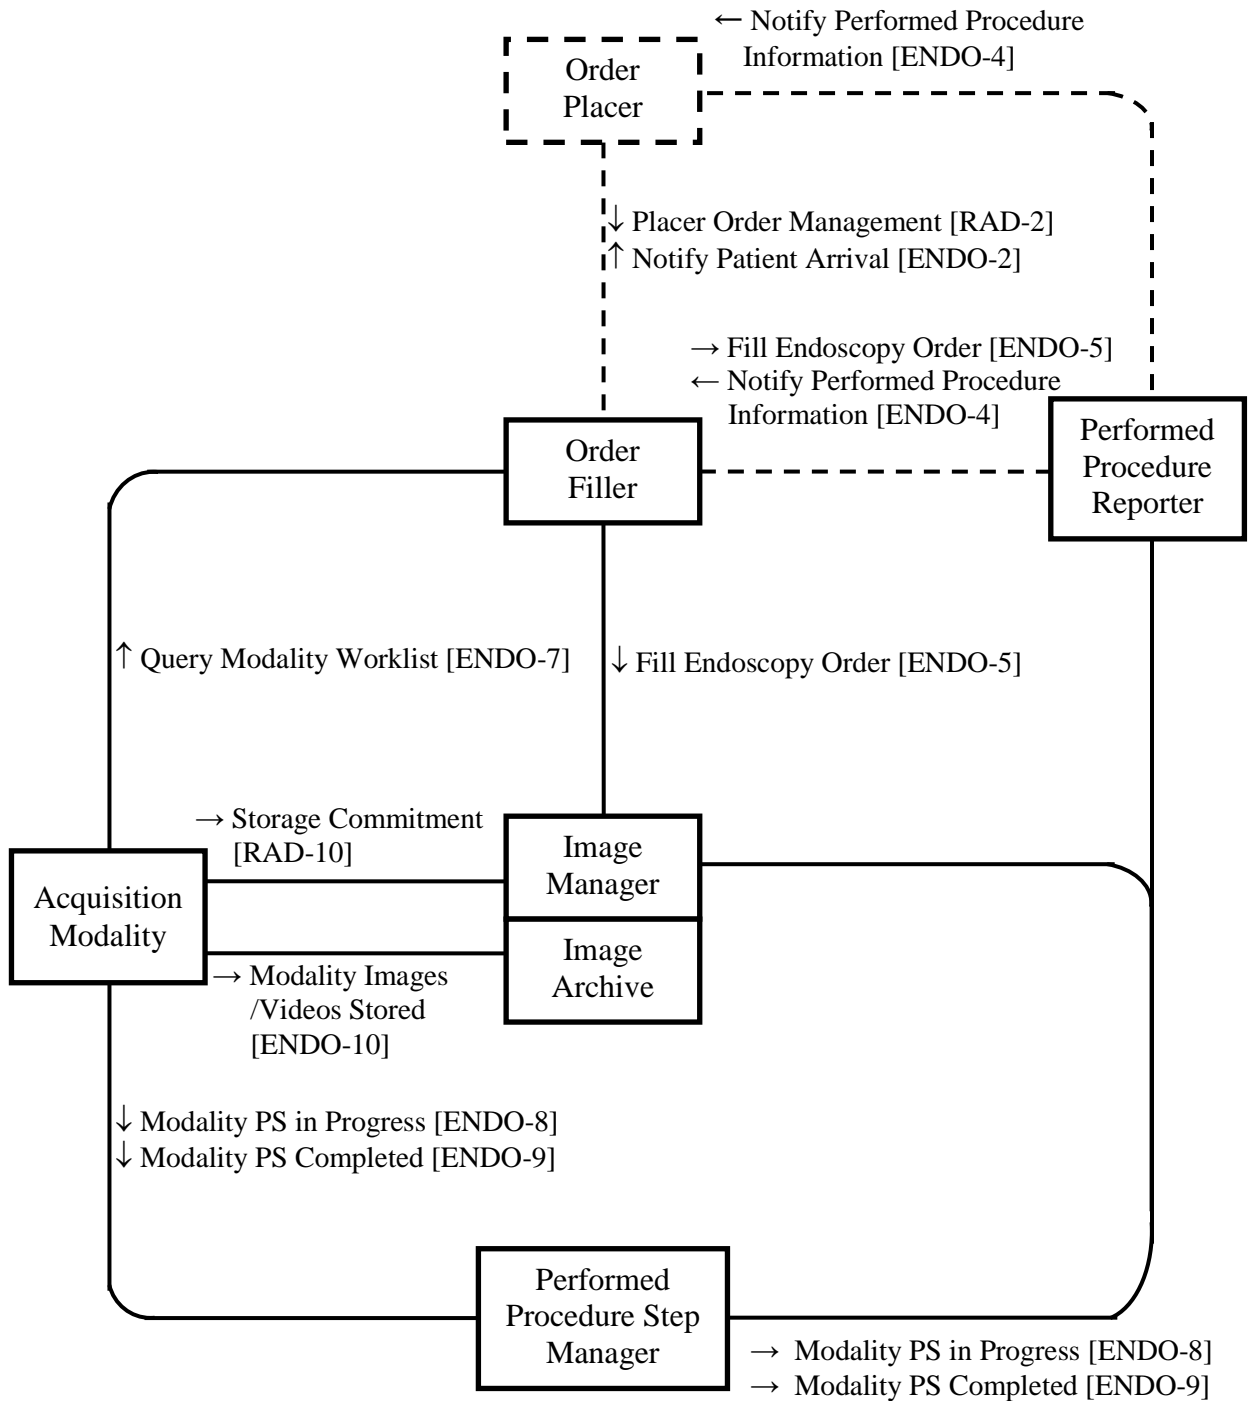 ← Notify Performed Procedure
Information [ENDO-4]
Order
Placer
↓ Placer Order Management [RAD-2]
↑ Notify Patient Arrival [ENDO-2]
→ Fill Endoscopy Order [ENDO-5]
← Notify Performed Procedure
Information [ENDO-4]
Order
Filler
Performed
Procedure
Reporter
↑ Query Modality Worklist [ENDO-7]
↓ Fill Endoscopy Order [ENDO-5]
→ Storage Commitment
[RAD-10]
Image
Manager
Acquisition
Modality
Image
Archive
→ Modality Images
/Videos Stored
[ENDO-10]
↓ Modality PS in Progress [ENDO-8]
↓ Modality PS Completed [ENDO-9]
Performed
Procedure Step
Manager
→ Modality PS in Progress [ENDO-8]
→ Modality PS Completed [ENDO-9]